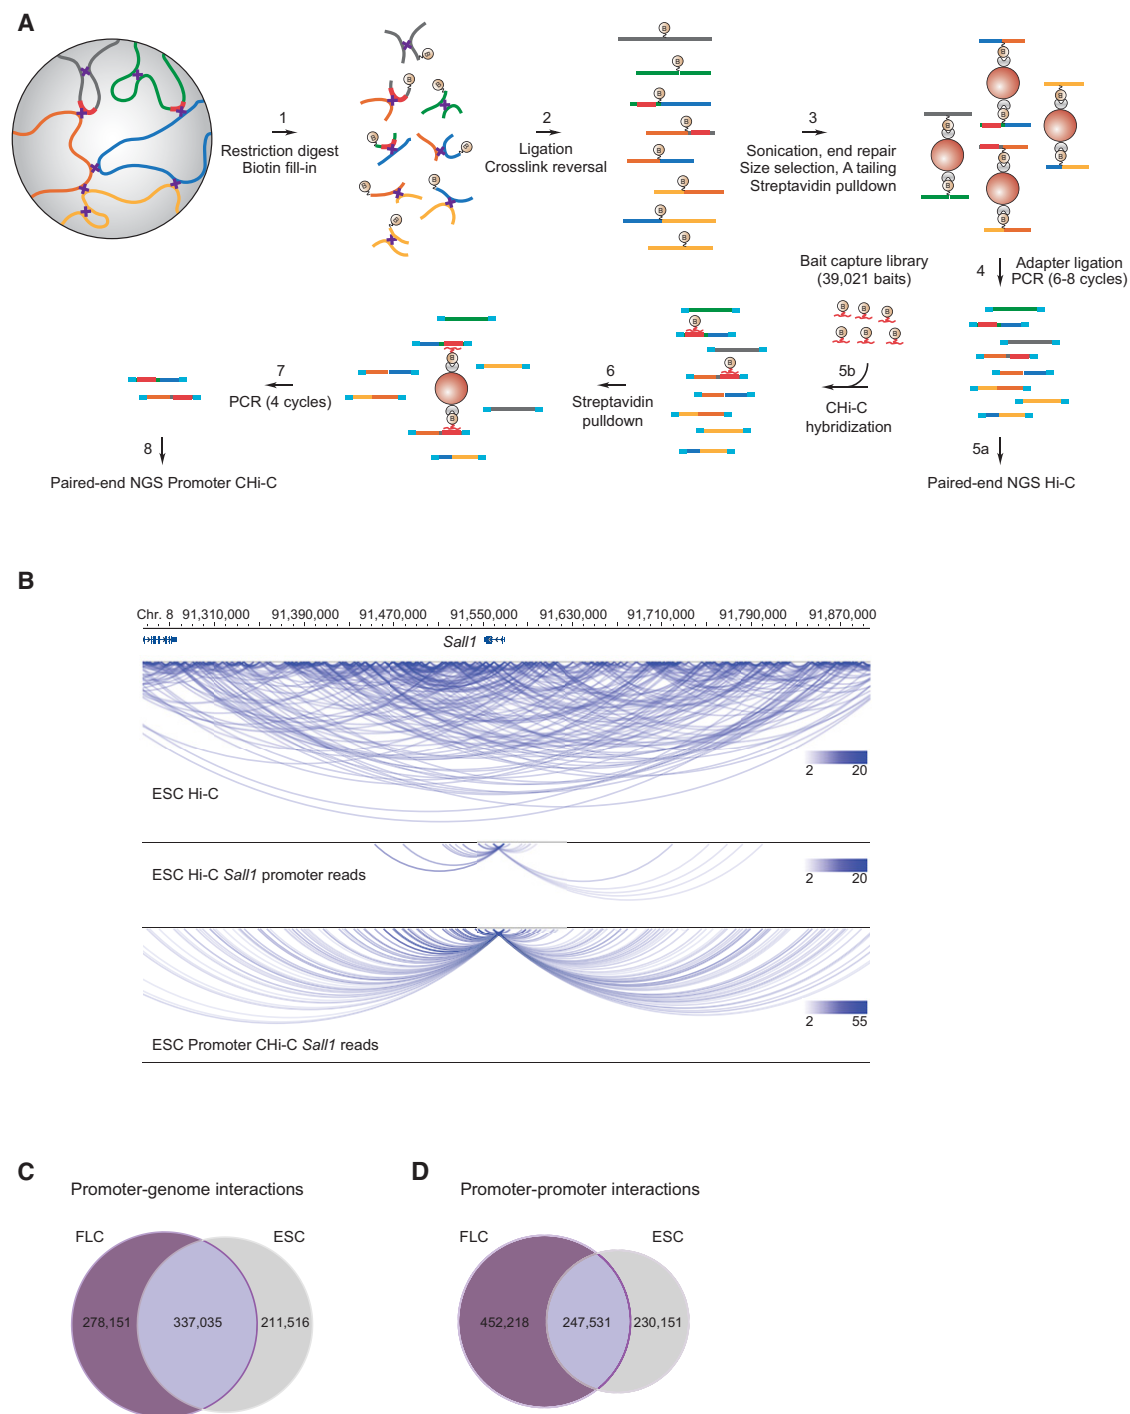 A
1
Restriction digest
Biotin fill-in
2
Ligation
Crosslink reversal
3
Sonication, end repair
Size selection, A tailing
Streptavidin pulldown
4
Adapter ligation
PCR (6-8 cycles)
Bait capture library
(39,021 baits)
5a
Paired-end NGS Hi-C
5b
CHi-C
hybridization
6
Streptavidin
pulldown
7
PCR (4 cycles)
8
Paired-end NGS Promoter CHi-C
B B B B B B B B
B B B B B B B B
B B B B B B
B B B B B B
B B
B B
B
Chr. 8 91,310,000 91,390,000 91,470,000 91,550,000 91,630,000 91,710,000 91,790,000 91,870,000
Sall1
2 20
ESC Hi-C
2 20
ESC Hi-C Sall1 promoter reads
2 55
ESC Promoter CHi-C Sall1 reads
C
Promoter-genome interactions
FLC ESC
278,151 337,035 211,516
D
Promoter-promoter interactions
FLC ESC
452,218 247,531 230,151